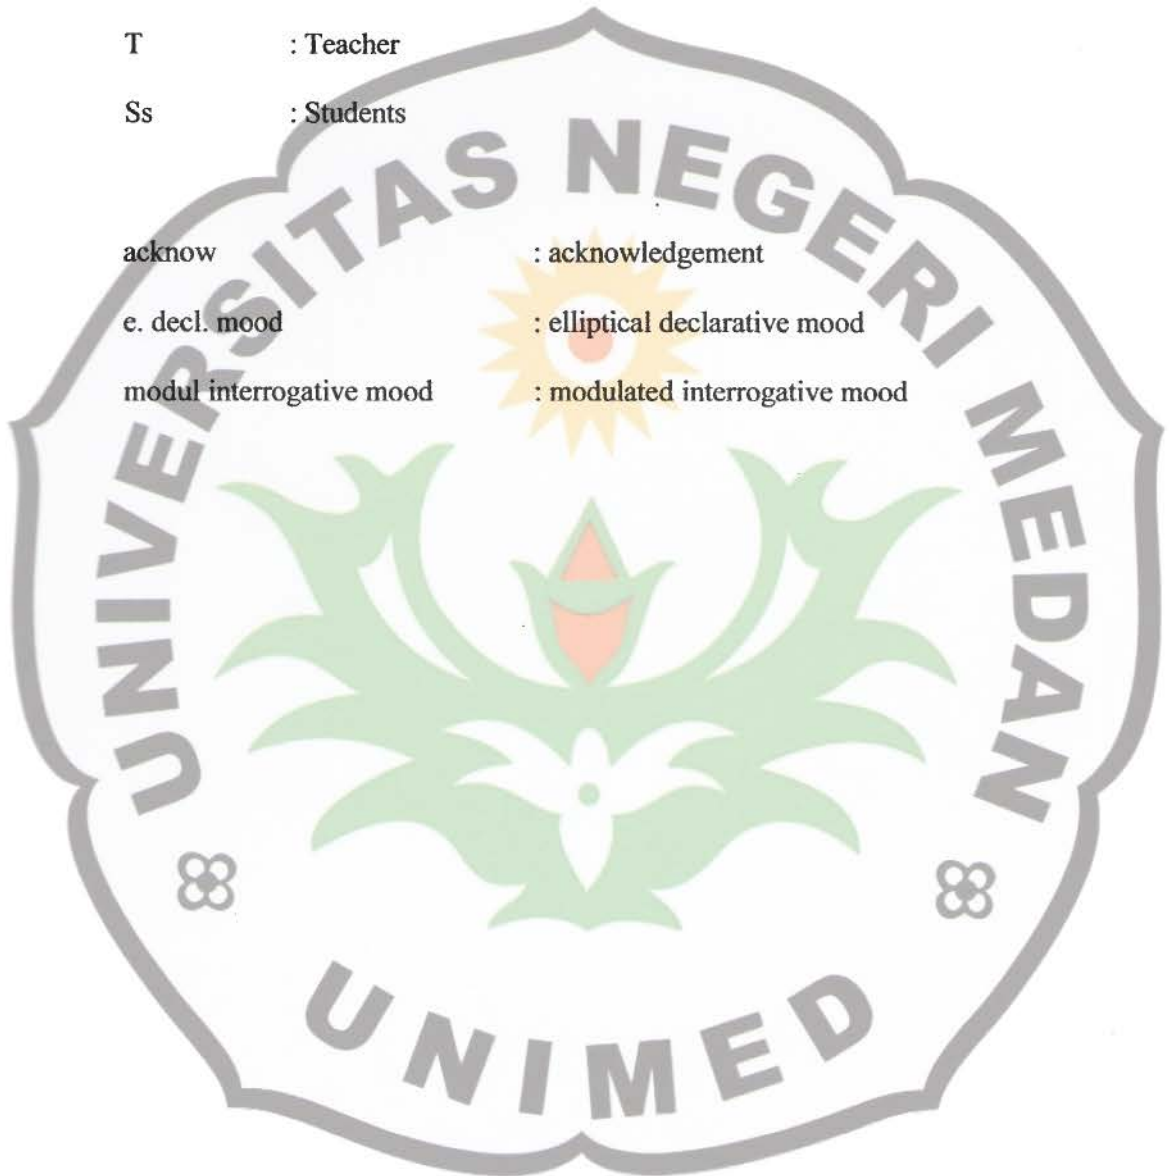 T : Teacher
Ss : Students
acknow : acknowledgement
e. decl. mood : elliptical declarative mood
modul interrogative mood : modulated interrogative mood
UNIVERSITAS NEGERI MEDAN
UNIMED